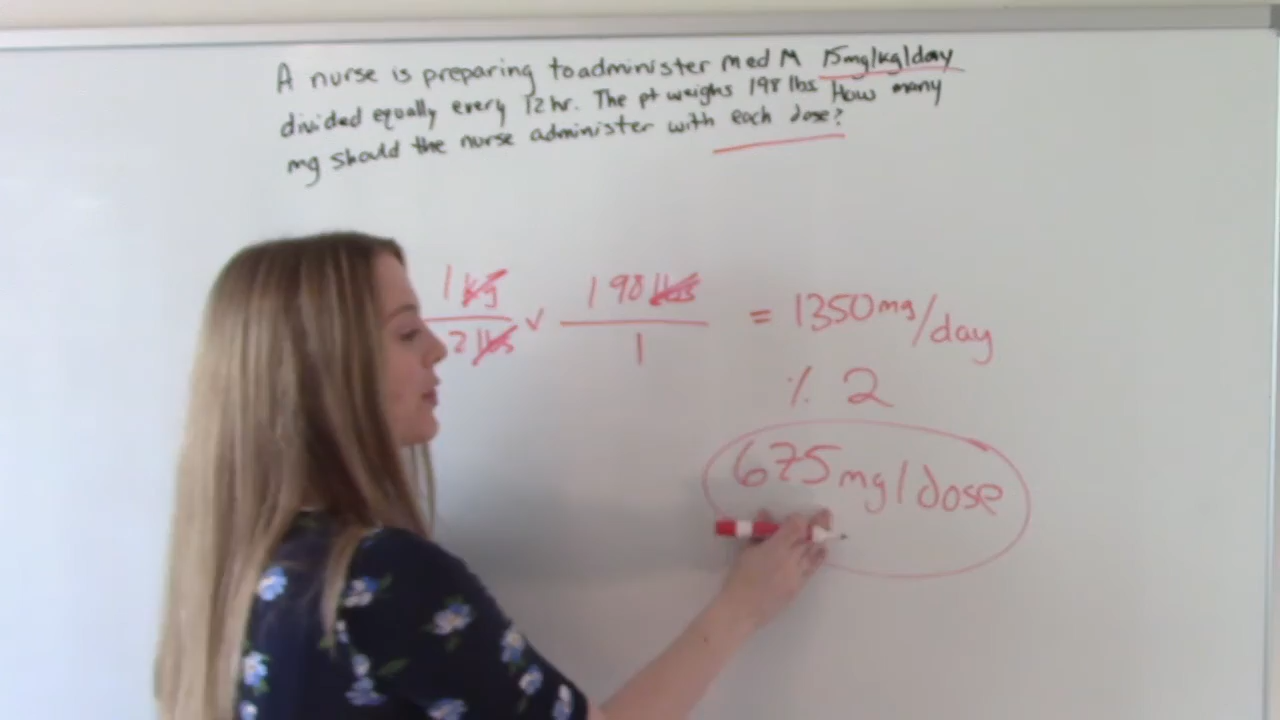 A nurse is preparing to administer med M 15mg/kg/day
divided equally every 12 hr. The pt weighs 198 lbs How many
mg should the nurse administer with each dose?
1 kg 198 lbs = 1350 mg/day
2 lbs 1
% 2
675 mg/dose